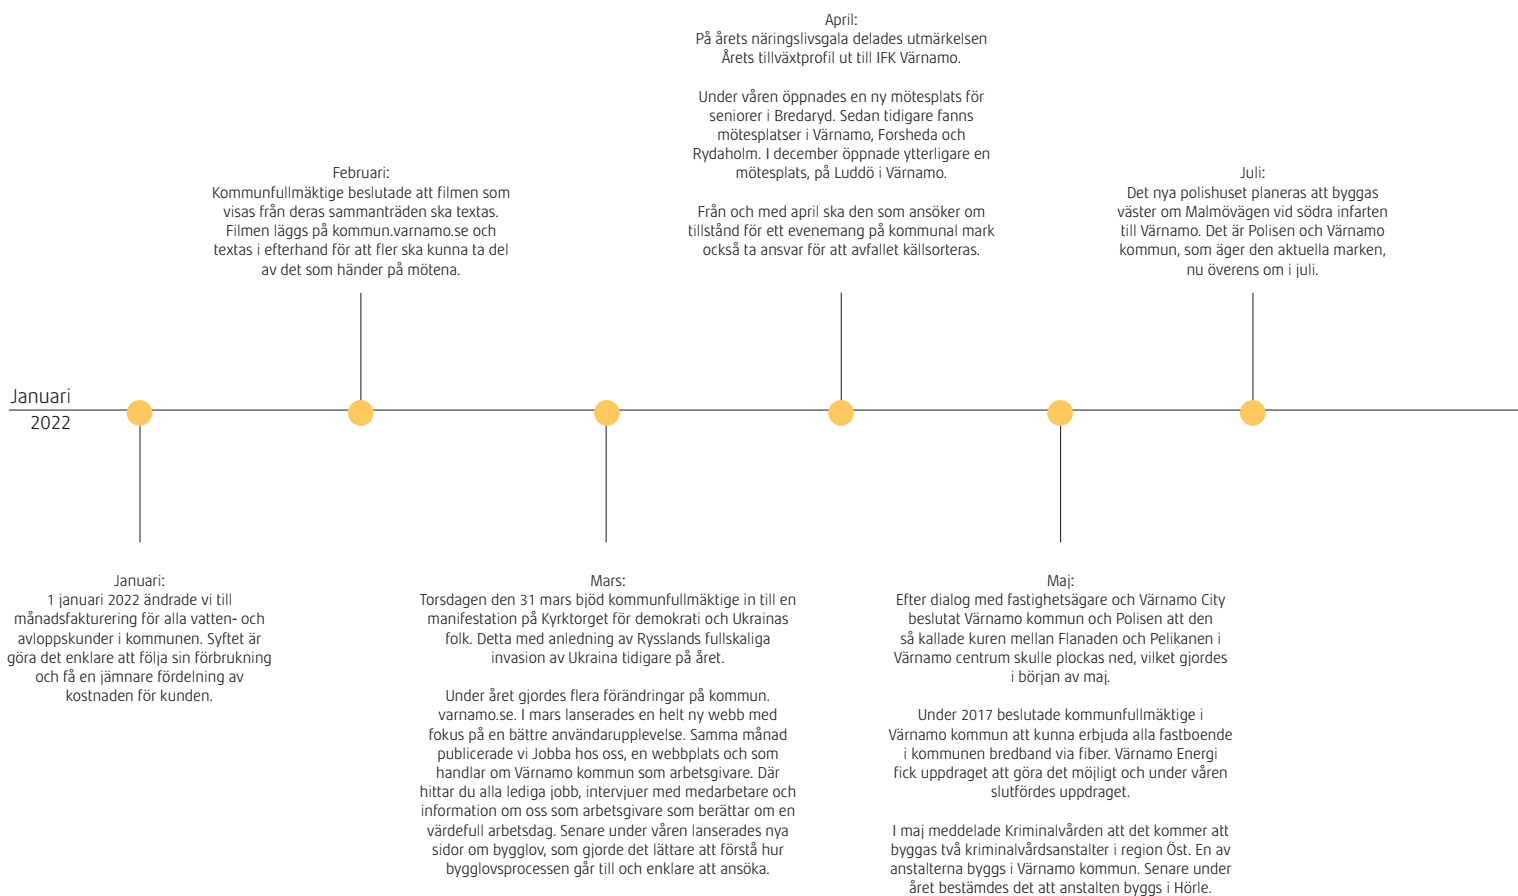 Januari
2022
Januari:
1 januari 2022 ändrade vi till
månadsfakturering för alla vatten- och
avloppskunder i kommunen. Syftet är
göra det enklare att följa sin förbrukning
och få en jämnare fördelning av
kostnaden för kunden.
Februari:
Kommunfullmäktige beslutade att filmen som
visas från deras sammanträden ska textas.
Filmen läggs på kommun.varnamo.se och
textas i efterhand för att fler ska kunna ta del
av det som händer på mötena.
Mars:
Torsdagen den 31 mars bjöd kommunfullmäktige in till en
manifestation på Kyrktorget för demokrati och Ukrainas
folk. Detta med anledning av Rysslands fullskaliga
invasion av Ukraina tidigare på året.
Under året gjordes flera förändringar på kommun.
varnamo.se. I mars lanserades en helt ny webb med
fokus på en bättre användarupplevelse. Samma månad
publicerade vi Jobba hos oss, en webbplats och som
handlar om Värnamo kommun som arbetsgivare. Där
hittar du alla lediga jobb, intervjuer med medarbetare och
information om oss som arbetsgivare som berättar om en
värdefull arbetsdag. Senare under våren lanserades nya
sidor om bygglov, som gjorde det lättare att förstå hur
bygglovsprocessen går till och enklare att ansöka.
April:
På årets näringslivsgala delades utmärkelsen
Årets tillväxtprofil ut till IFK Värnamo.
Under våren öppnades en ny mötesplats för
seniorer i Bredaryd. Sedan tidigare fanns
mötesplatser i Värnamo, Forsheda och
Rydaholm. I december öppnade ytterligare en
mötesplats, på Luddö i Värnamo.
Från och med april ska den som ansöker om
tillstånd för ett evenemang på kommunal mark
också ta ansvar för att avfallet källsorteras.
Maj:
Efter dialog med fastighetsägare och Värnamo City
beslutat Värnamo kommun och Polisen att den
så kallade kuren mellan Flanaden och Pelikanen i
Värnamo centrum skulle plockas ned, vilket gjordes
i början av maj.
Under 2017 beslutade kommunfullmäktige i
Värnamo kommun att kunna erbjuda alla fastboende
i kommunen bredband via fiber. Värnamo Energi
fick uppdraget att göra det möjligt och under våren
slutfördes uppdraget.
I maj meddelade Kriminalvården att det kommer att
byggas två kriminalvårdsanstalter i region Öst. En av
anstalterna byggs i Värnamo kommun. Senare under
året bestämdes det att anstalten byggs i Hörle.
Juli:
Det nya polishuset planeras att byggas
väster om Malmövägen vid södra infarten
till Värnamo. Det är Polisen och Värnamo
kommun, som äger den aktuella marken,
nu överens om i juli.